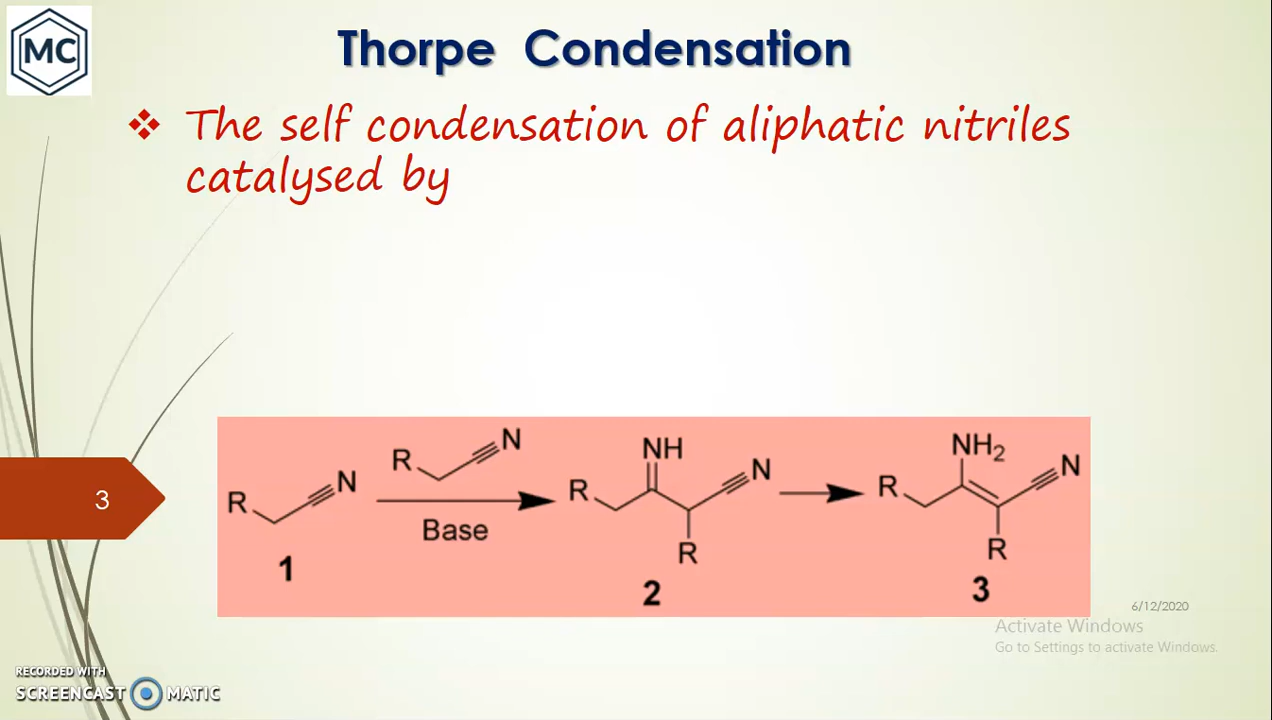 MC
Thorpe Condensation
❖ The self condensation of aliphatic nitriles
catalysed by
3
R N
R N
Base
1
NH
R N
R
2
NH₂
R N
R
3
6/12/2020
Activate Windows
Go to Settings to activate Windows.
RECORDED WITH
SCREENCAST MATIC